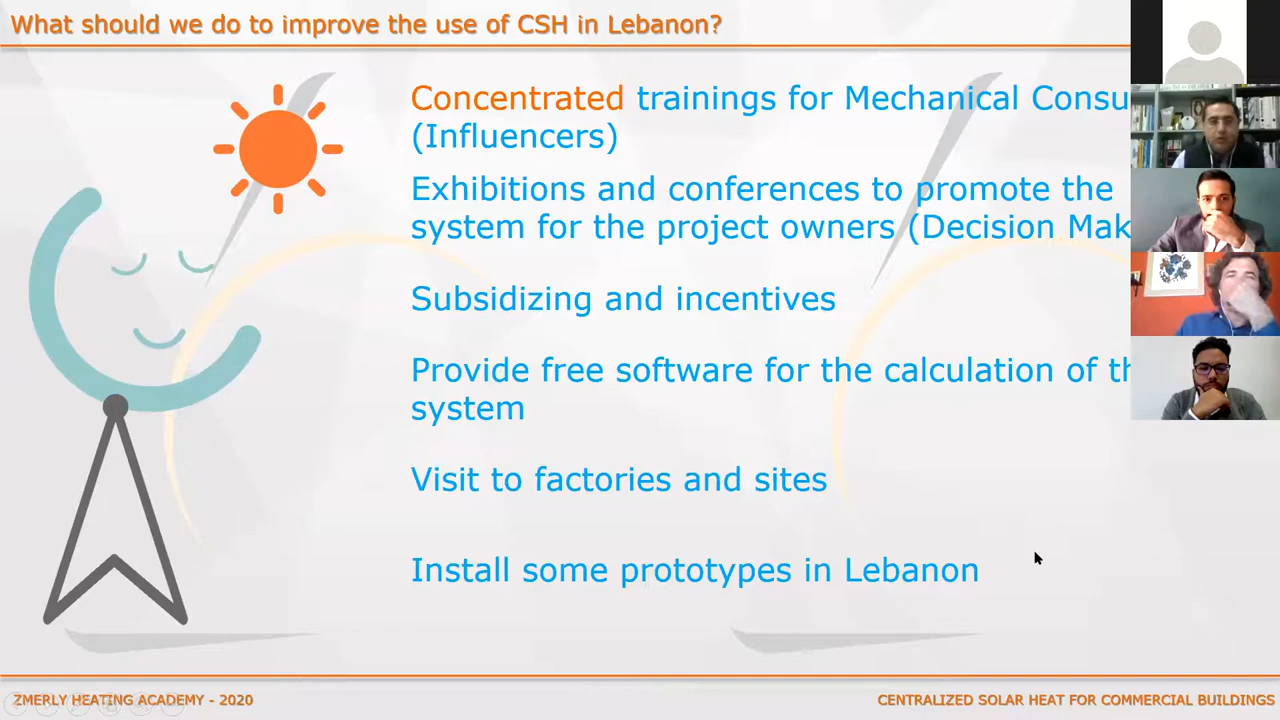 What should we do to improve the use of CSH in Lebanon?
Concentrated trainings for Mechanical
(Influencers)
Exhibitions and conferences to promote the
system for the project owners (Decision
Subsidizing and incentives
Provide free software for the calculation of
system
Visit to factories and sites
Install some prototypes in Lebanon
ZMERLY HEATING ACADEMY - 2020
CENTRALIZED SOLAR HEAT FOR COMMERCIAL BUILDINGS